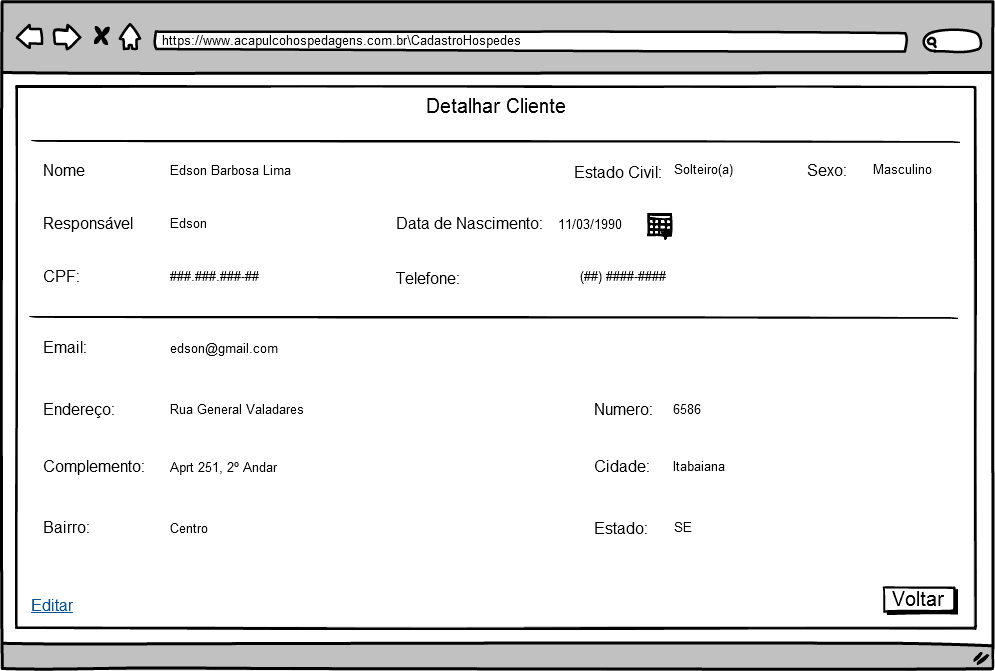 https://www.acapulcohospedagens.com.br\CadastroHospedes
Detalhar Cliente
Nome Edson Barbosa Lima Estado Civil: Solteiro(a) Sexo: Masculino
Responsável Edson Data de Nascimento: 11/03/1990
CPF: ###.###.###-## Telefone: (##) ####-####
Email: edson@gmail.com
Endereço: Rua General Valadares Numero: 6586
Complemento: Aprt 251, 2º Andar Cidade: Itabaiana
Bairro: Centro Estado: SE
Editar Voltar